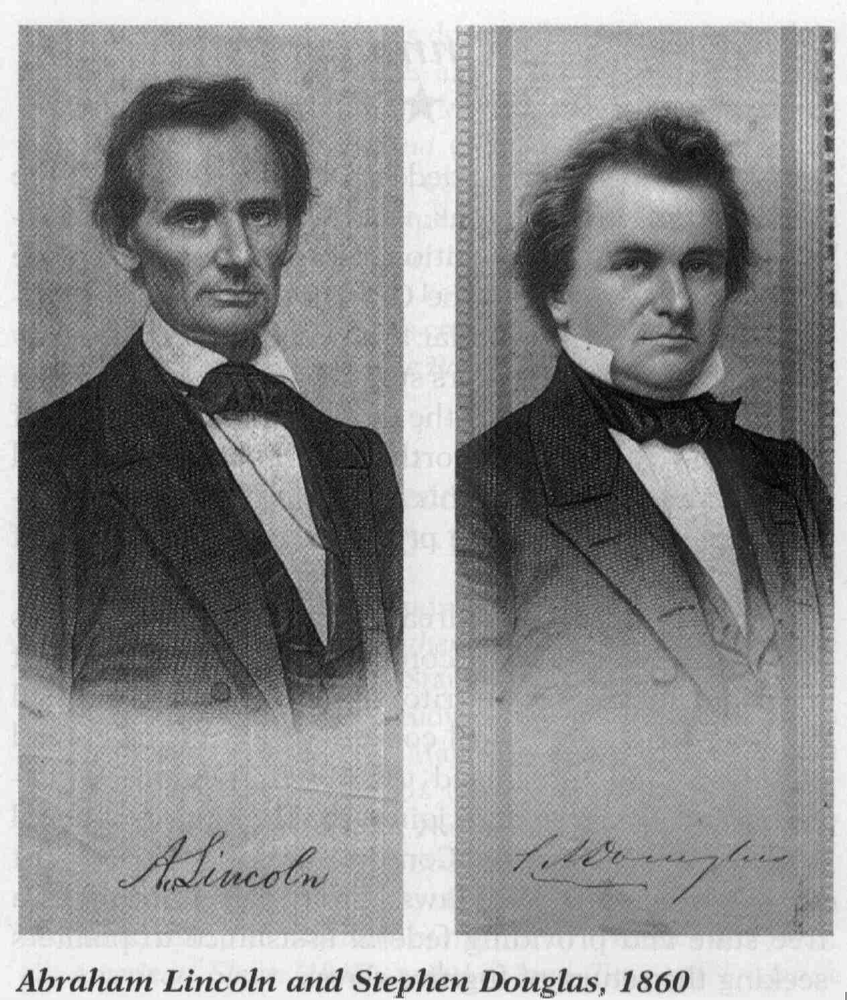 A. Lincoln
S A Douglas
Abraham Lincoln and Stephen Douglas, 1860